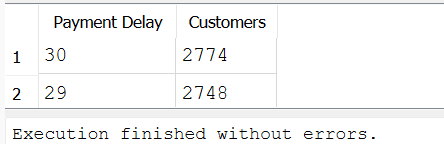 Payment Delay Customers
1 30 2774
2 29 2748
Execution finished without errors.